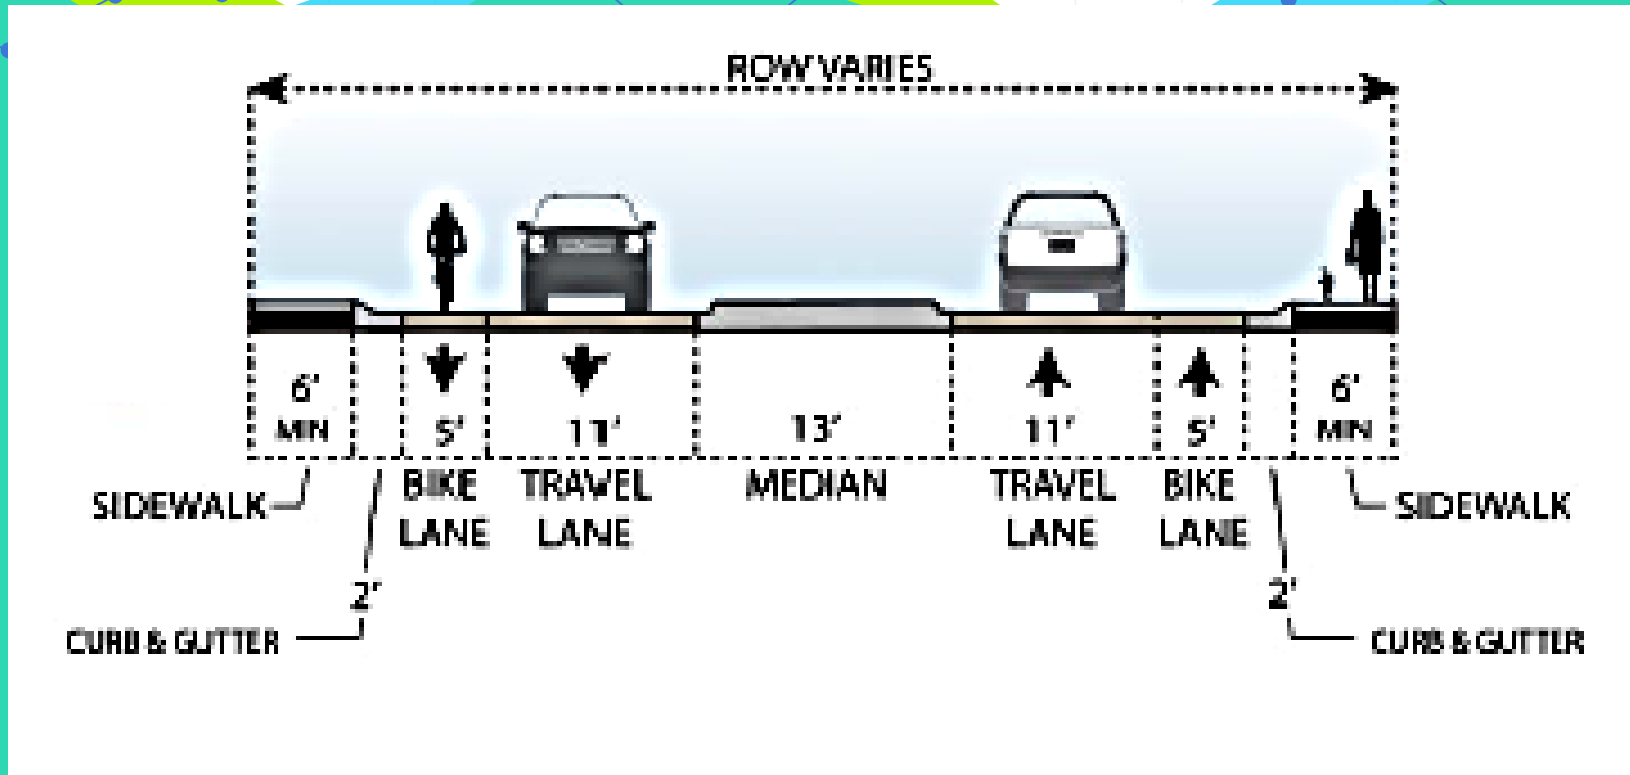 ROW VARIES
6'
MIN
5'
11'
13'
11'
5'
6'
MIN
SIDEWALK
BIKE
LANE
TRAVEL
LANE
MEDIAN
TRAVEL
LANE
BIKE
LANE
SIDEWALK
2'
CURB & GUTTER
2'
CURB & GUTTER